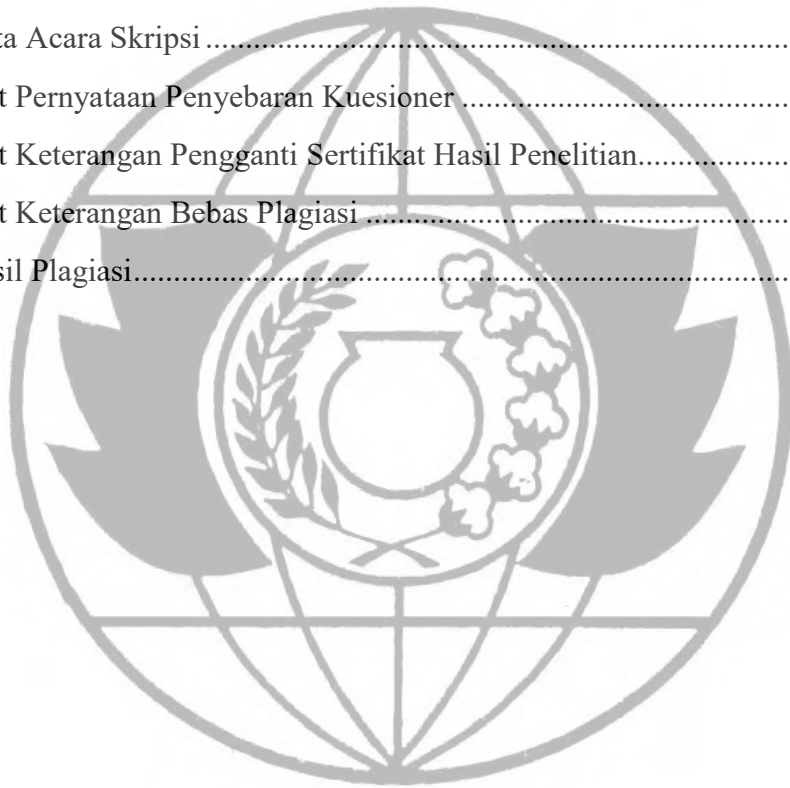 ta Acara Skripsi ........................................................................
t Pernyataan Penyebaran Kuesioner ........................................
t Keterangan Pengganti Sertifikat Hasil Penelitian...................
t Keterangan Bebas Plagiasi .....................................................
sil Plagiasi.................................................................................